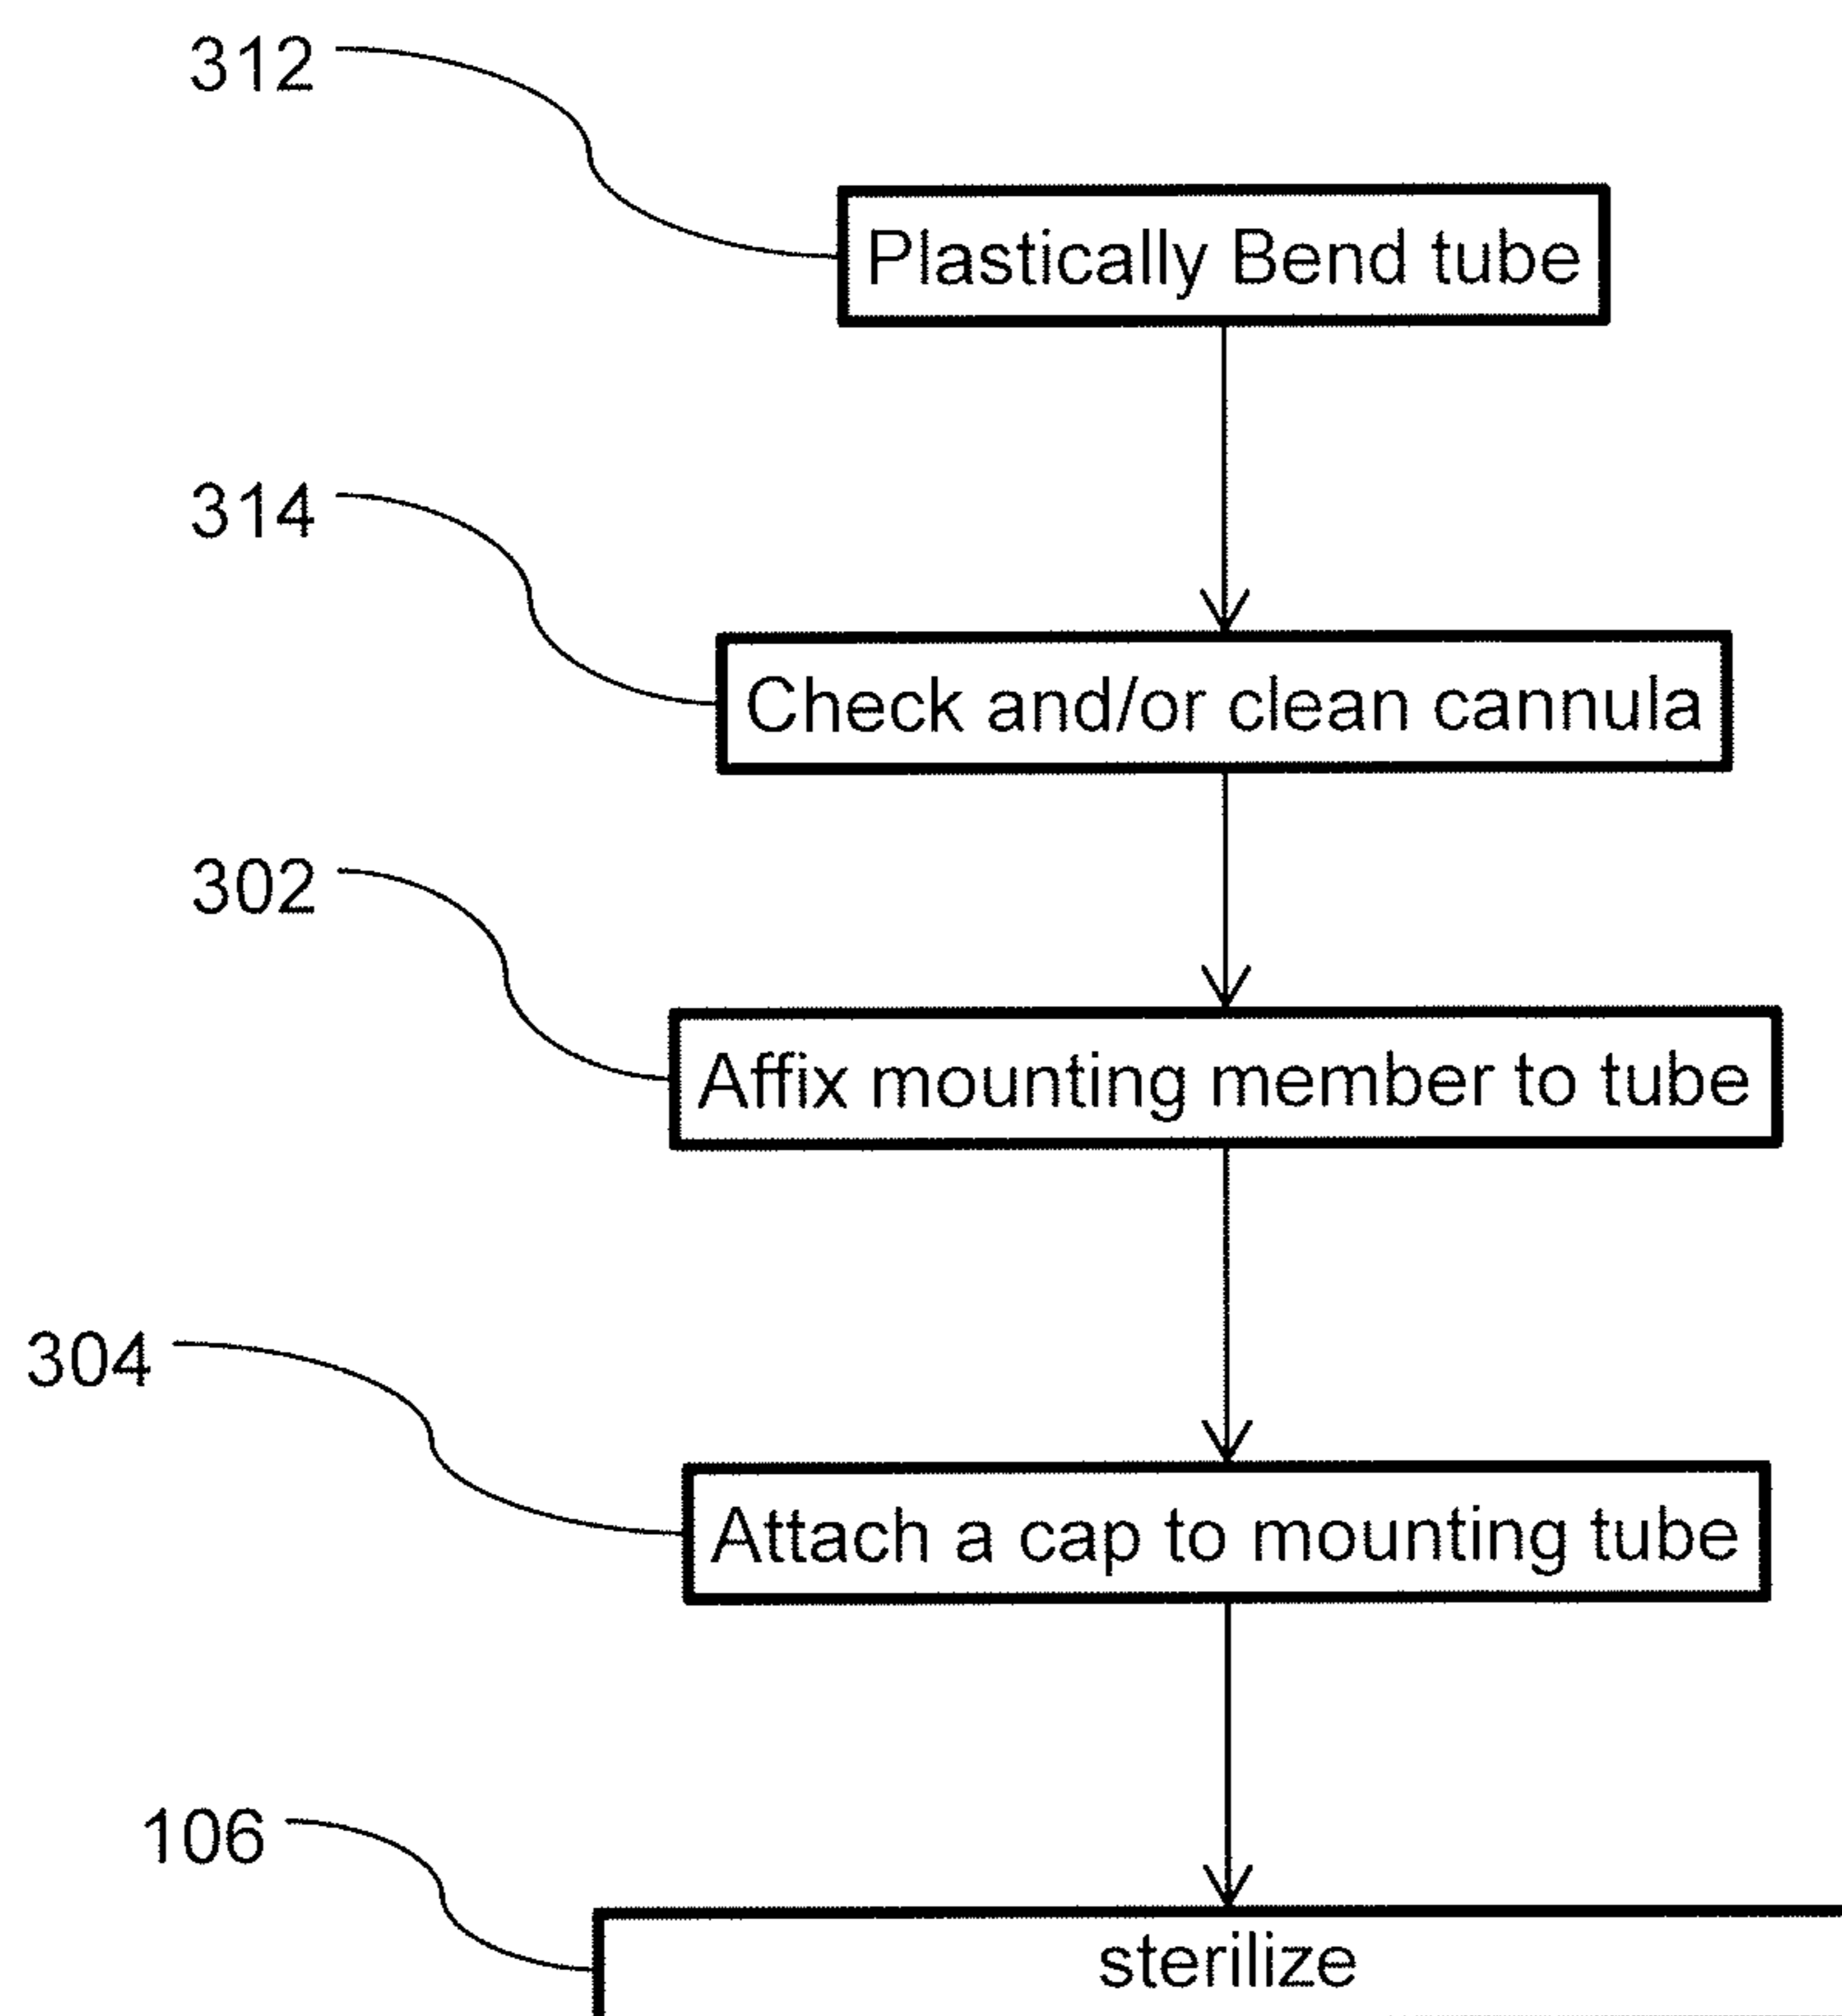 312
Plastically Bend tube
314
Check and/or clean cannula
302
Affix mounting member to tube
304
Attach a cap to mounting tube
106
sterilize